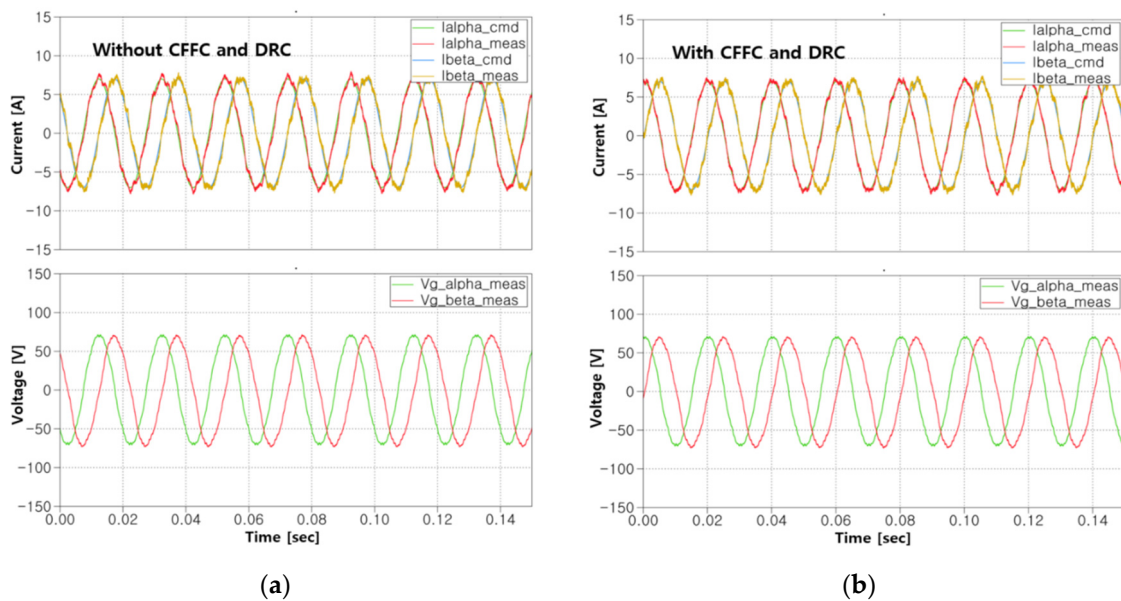 15
10
5
0
−5
−10
−15
Current [A]
Without CFFC and DRC
Ialpha_cmd
Ialpha_meas
Ibeta_cmd
Ibeta_meas
150
100
50
0
−50
−100
−150
Voltage [V]
Vg_alpha_meas
Vg_beta_meas
0.00 0.02 0.04 0.06 0.08 0.10 0.12 0.14
Time [sec]
(a)
15
10
5
0
−5
−10
−15
Current [A]
With CFFC and DRC
Ialpha_cmd
Ialpha_meas
Ibeta_cmd
Ibeta_meas
150
100
50
0
−50
−100
−150
Voltage [V]
Vg_alpha_meas
Vg_beta_meas
0.00 0.02 0.04 0.06 0.08 0.10 0.12 0.14
Time [sec]
(b)